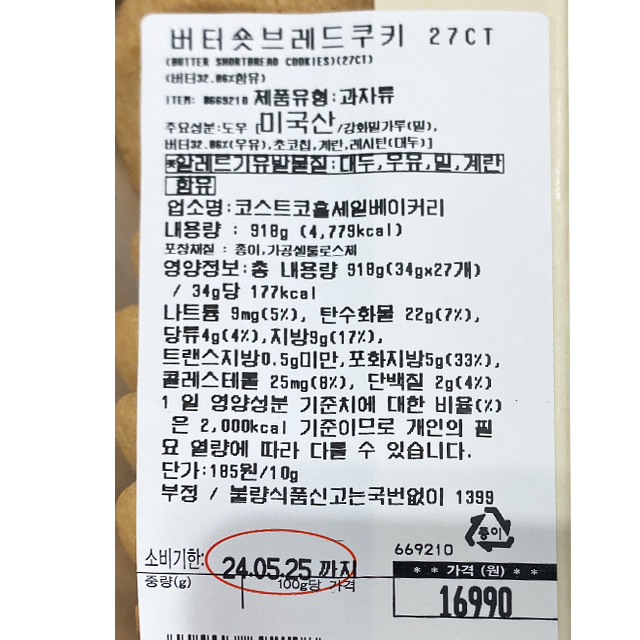 버터숏브레드쿠키 27CT
(BUTTER SHORTBREAD COOKIES)(27CT)
(버터32.86%함유)
ITEM: 0669210 제품유형:과자류
주요성분:도우 [미국산/강화밀가루(밀),
버터32.86%(우유),초코칩,계란,레시틴(대두)]
*알레르기유발물질:대두,우유,밀,계란
함유
업소명:코스트코홀세일베이커리
내용량 : 918g (4,779kcal)
포장재질 : 종이,가공셀룰로스제
영양정보:총 내용량 918g(34gx27개)
/ 34g당 177kcal
나트륨 9mg(5%), 탄수화물 22g(7%),
당류4g(4%),지방9g(17%),
트랜스지방0.5g미만,포화지방5g(33%),
콜레스테롤 25mg(8%), 단백질 2g(4%)
1 일 영양성분 기준치에 대한 비율(%)
은 2,000kcal 기준이므로 개인의 필
요 열량에 따라 다를 수 있습니다.
단가:185원/10g
부정 / 불량식품신고는국번없이 1399
종이
소비기한: 24.05.25 까지
669210
중량(g) 100g당 가격
* * 가격 (원) * *
16990